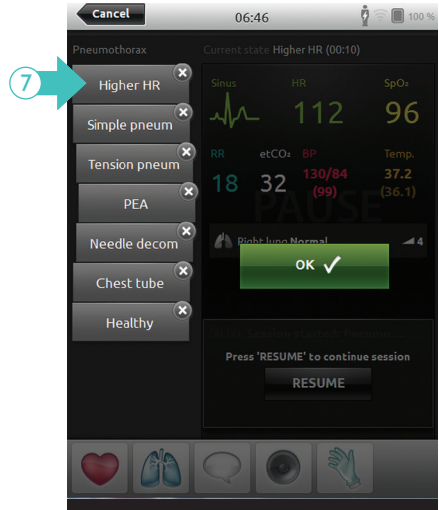 Cancel
06:46
100 %
Pneumothorax
Current state Higher HR (00:10)
7
Higher HR
Simple pneum
Tension pneum
PEA
Needle decom
Chest tube
Healthy
Sinus
HR
SpO₂
112
96
RR
etCO₂
BP
Temp.
18
32
130/84
(99)
37.2
(36.1)
PAUSE
Right lung Normal
4
OK
Press 'RESUME' to continue session
RESUME